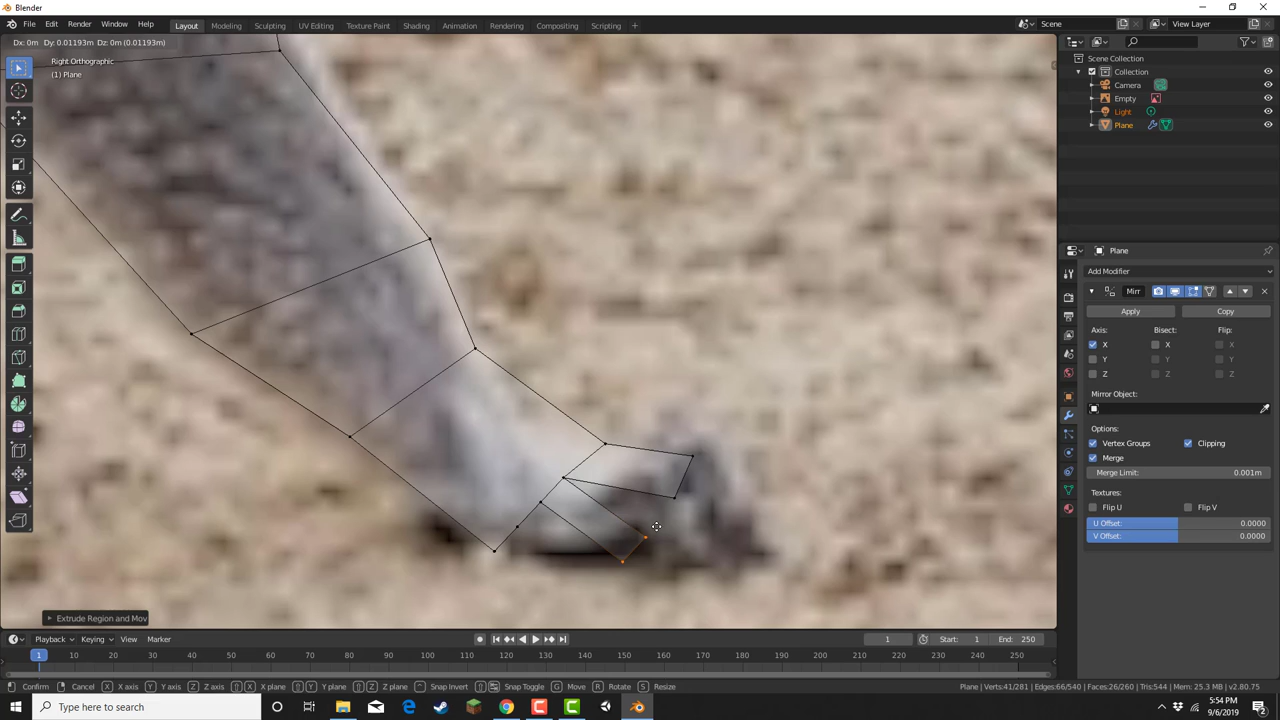 Blender
File Edit Render Window Help Layout Modeling Sculpting UV Editing Texture Paint Shading Animation Rendering Compositing Scripting Scene View Layer
Dx: 0m Dy: 0.01193m Dz: 0m (0.01193m)
Right Orthographic
(1) Plane
Scene Collection
Collection
Camera
Empty
Light
Plane
Plane
Add Modifier
Mirr
Apply Copy
Axis: Bisect: Flip:
X X X
Y Y Y
Z Z Z
Mirror Object:
Options:
Vertex Groups Clipping
Merge
Merge Limit: 0.001m
Textures:
Flip U Flip V
U Offset: 0.0000
V Offset: 0.0000
Extrude Region and Mov
Playback Keying View Marker 1 Start: 1 End: 250
1 10 20 30 40 50 60 70 80 90 100 110 120 130 140 150 160 170 180 190 200 210 220 230 240 250
Confirm Cancel X X axis Y Y axis Z Z axis X X plane Y Y plane Z Z plane Snap Invert Snap Toggle G Move R Rotate S Resize Plane | Verts:41/281 | Edges:66/540 | Faces:26/260 | Tris:544 | Mem: 25.3 MB | v2.80.75
Type here to search
5:54 PM
9/6/2019
2